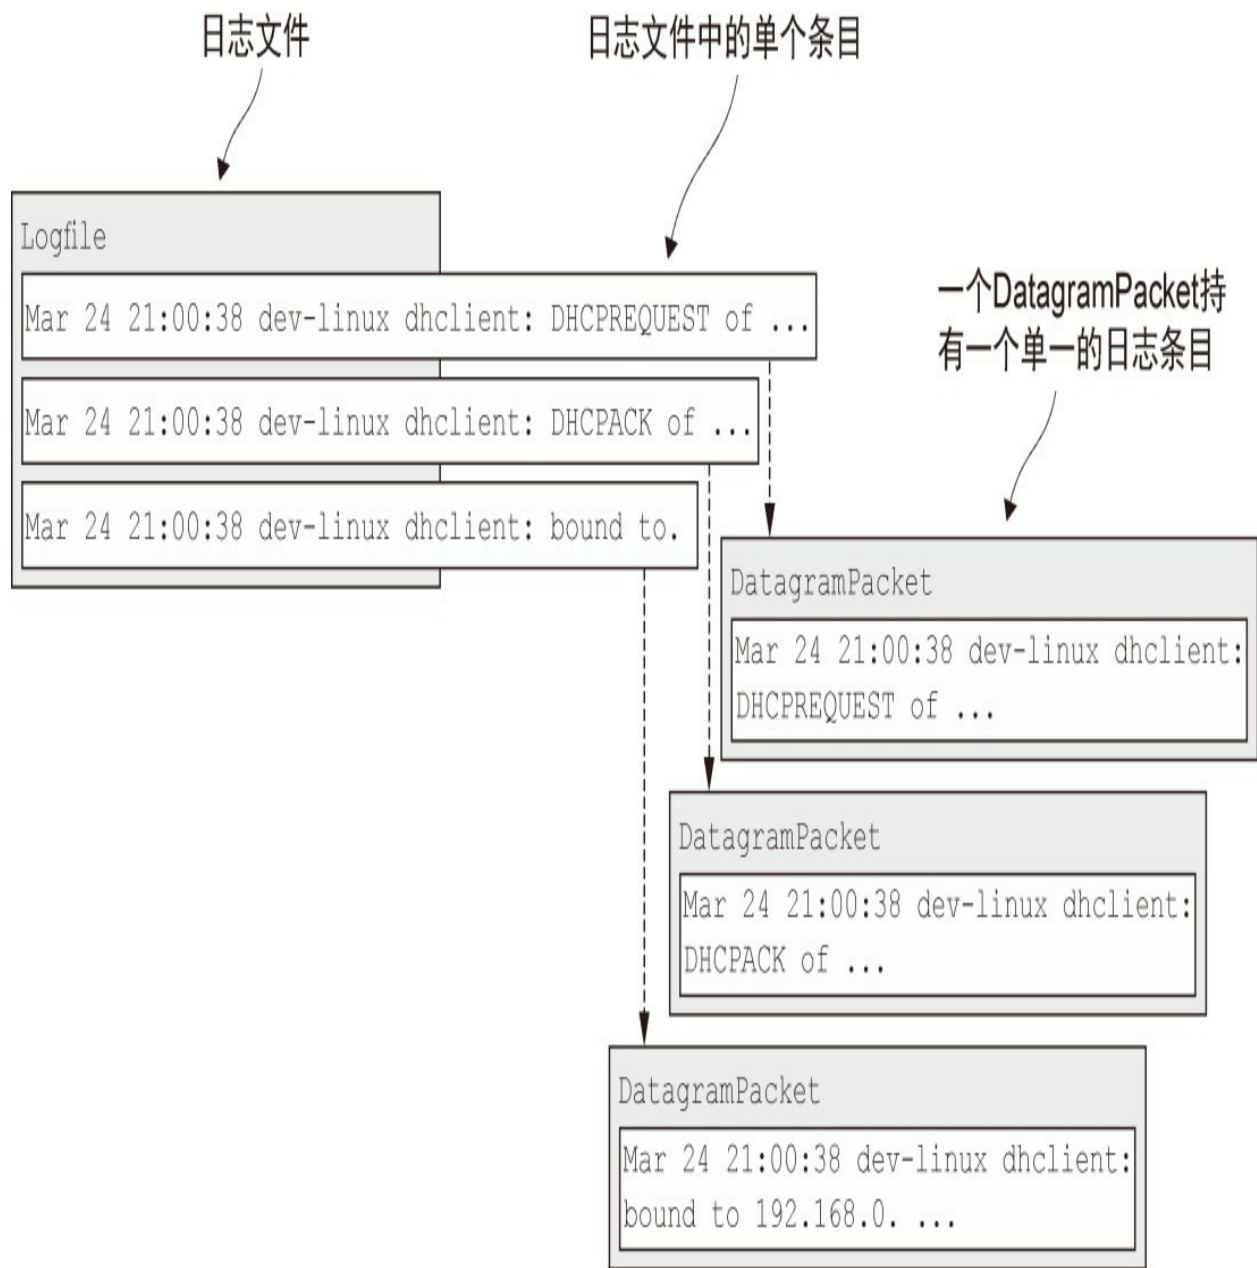 日志文件
日志文件中的单个条目
Logfile
Mar 24 21:00:38 dev-linux dhclient: DHCPREQUEST of ...
Mar 24 21:00:38 dev-linux dhclient: DHCPACK of ...
Mar 24 21:00:38 dev-linux dhclient: bound to.
一个DatagramPacket持
有一个单一的日志条目
DatagramPacket
Mar 24 21:00:38 dev-linux dhclient:
DHCPREQUEST of ...
DatagramPacket
Mar 24 21:00:38 dev-linux dhclient:
DHCPACK of ...
DatagramPacket
Mar 24 21:00:38 dev-linux dhclient:
bound to 192.168.0. ...